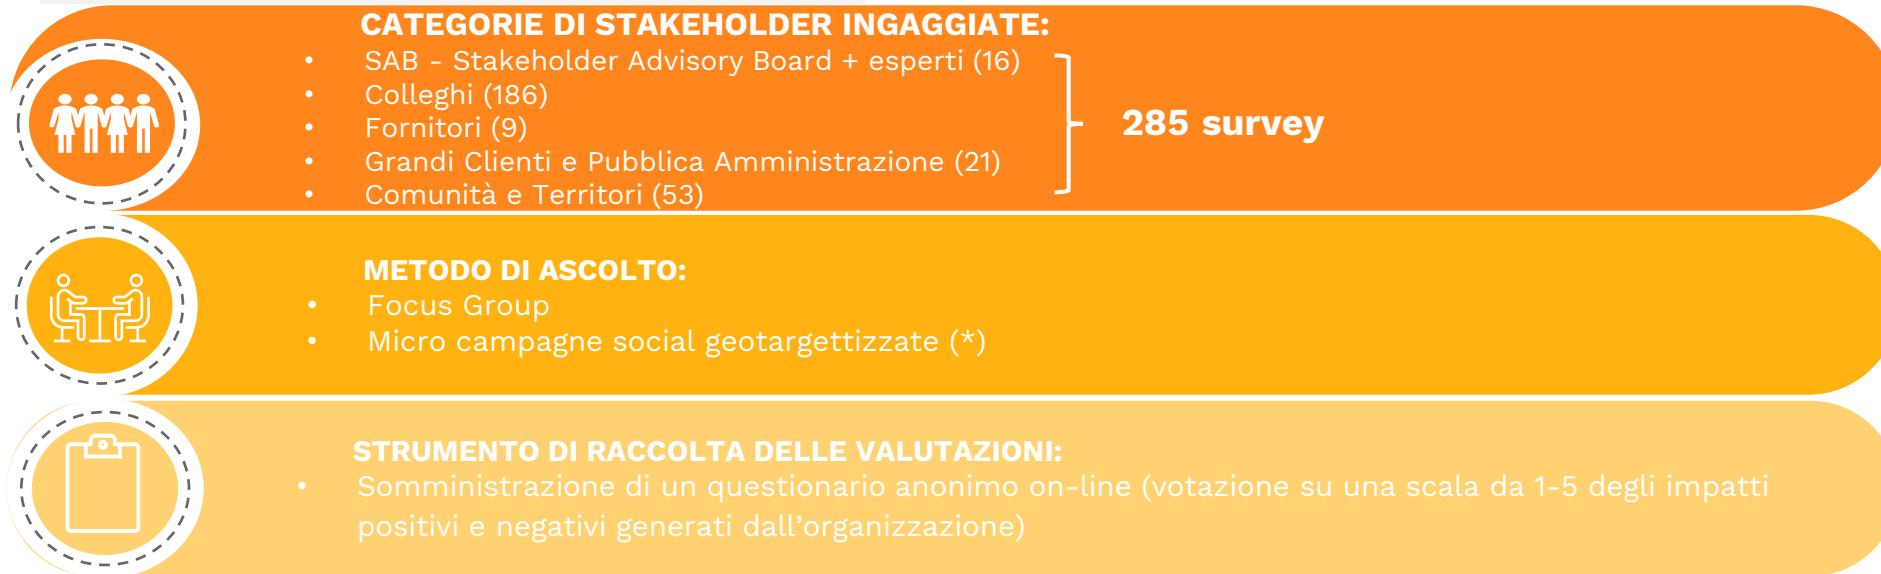 CATEGORIE DI STAKEHOLDER INGAGGIATE:
• SAB - Stakeholder Advisory Board + esperti (16)
• Colleghi (186)
• Fornitori (9)
• Grandi Clienti e Pubblica Amministrazione (21)
• Comunità e Territori (53)
285 survey
METODO DI ASCOLTO:
• Focus Group
• Micro campagne social geotargettizzate (*)
STRUMENTO DI RACCOLTA DELLE VALUTAZIONI:
• Somministrazione di un questionario anonimo on-line (votazione su una scala da 1-5 degli impatti
positivi e negativi generati dall’organizzazione)